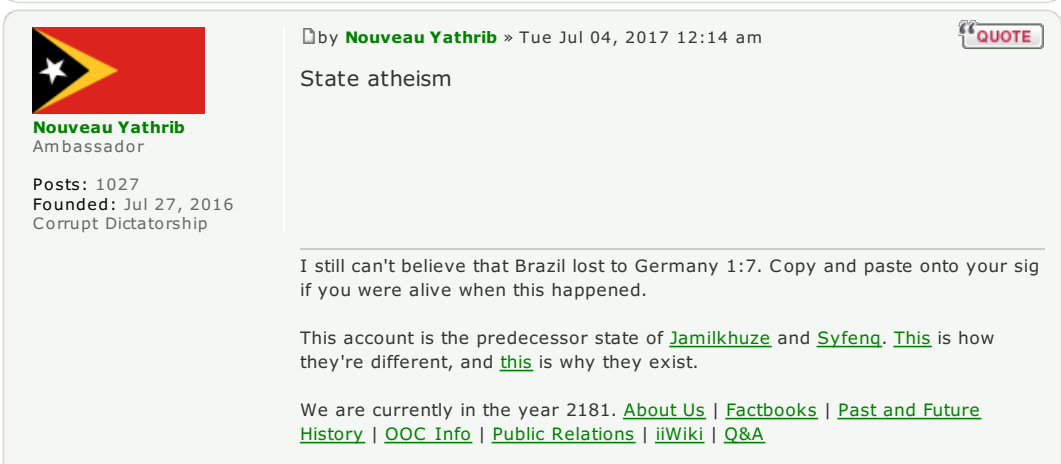 by Nouveau Yathrib » Tue Jul 04, 2017 12:14 am
QUOTE
State atheism
Nouveau Yathrib
Ambassador
Posts: 1027
Founded: Jul 27, 2016
Corrupt Dictatorship
I still can't believe that Brazil lost to Germany 1:7. Copy and paste onto your sig
if you were alive when this happened.
This account is the predecessor state of Jamilkhuze and Syfenq. This is how
they're different, and this is why they exist.
We are currently in the year 2181. About Us | Factbooks | Past and Future
History | OOC Info | Public Relations | iiWiki | Q&A